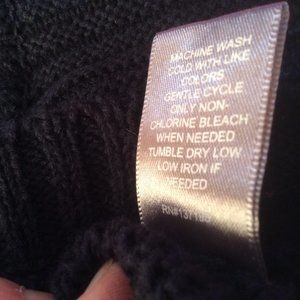 MACHINE WASH
COLD WITH LIKE
COLORS
GENTLE CYCLE
ONLY NON-
CHLORINE BLEACH
WHEN NEEDED
TUMBLE DRY LOW
LOW IRON IF
NEEDED